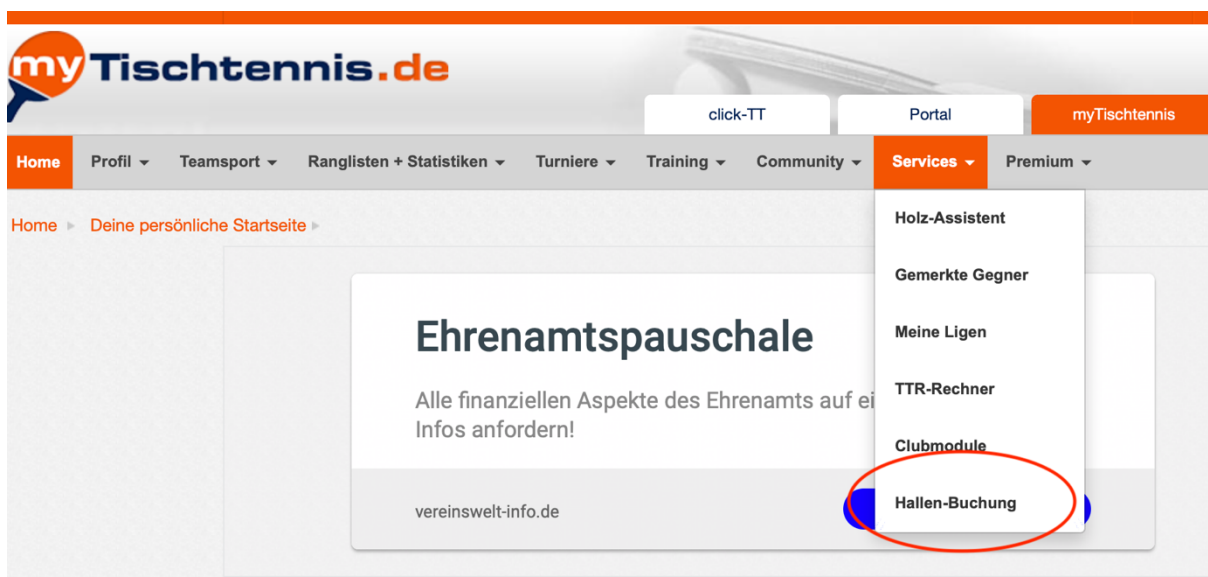 myTischtennis.de
click-TT Portal myTischtennis
Home Profil Teamsport Ranglisten + Statistiken Turniere Training Community Services Premium
Home Deine persönliche Startseite
Holz-Assistent
Gemerkte Gegner
Meine Ligen
TTR-Rechner
Clubmodule
Hallen-Buchung
Ehrenamtspauschale
Alle finanziellen Aspekte des Ehrenamts auf
Infos anfordern!
vereinswelt-info.de